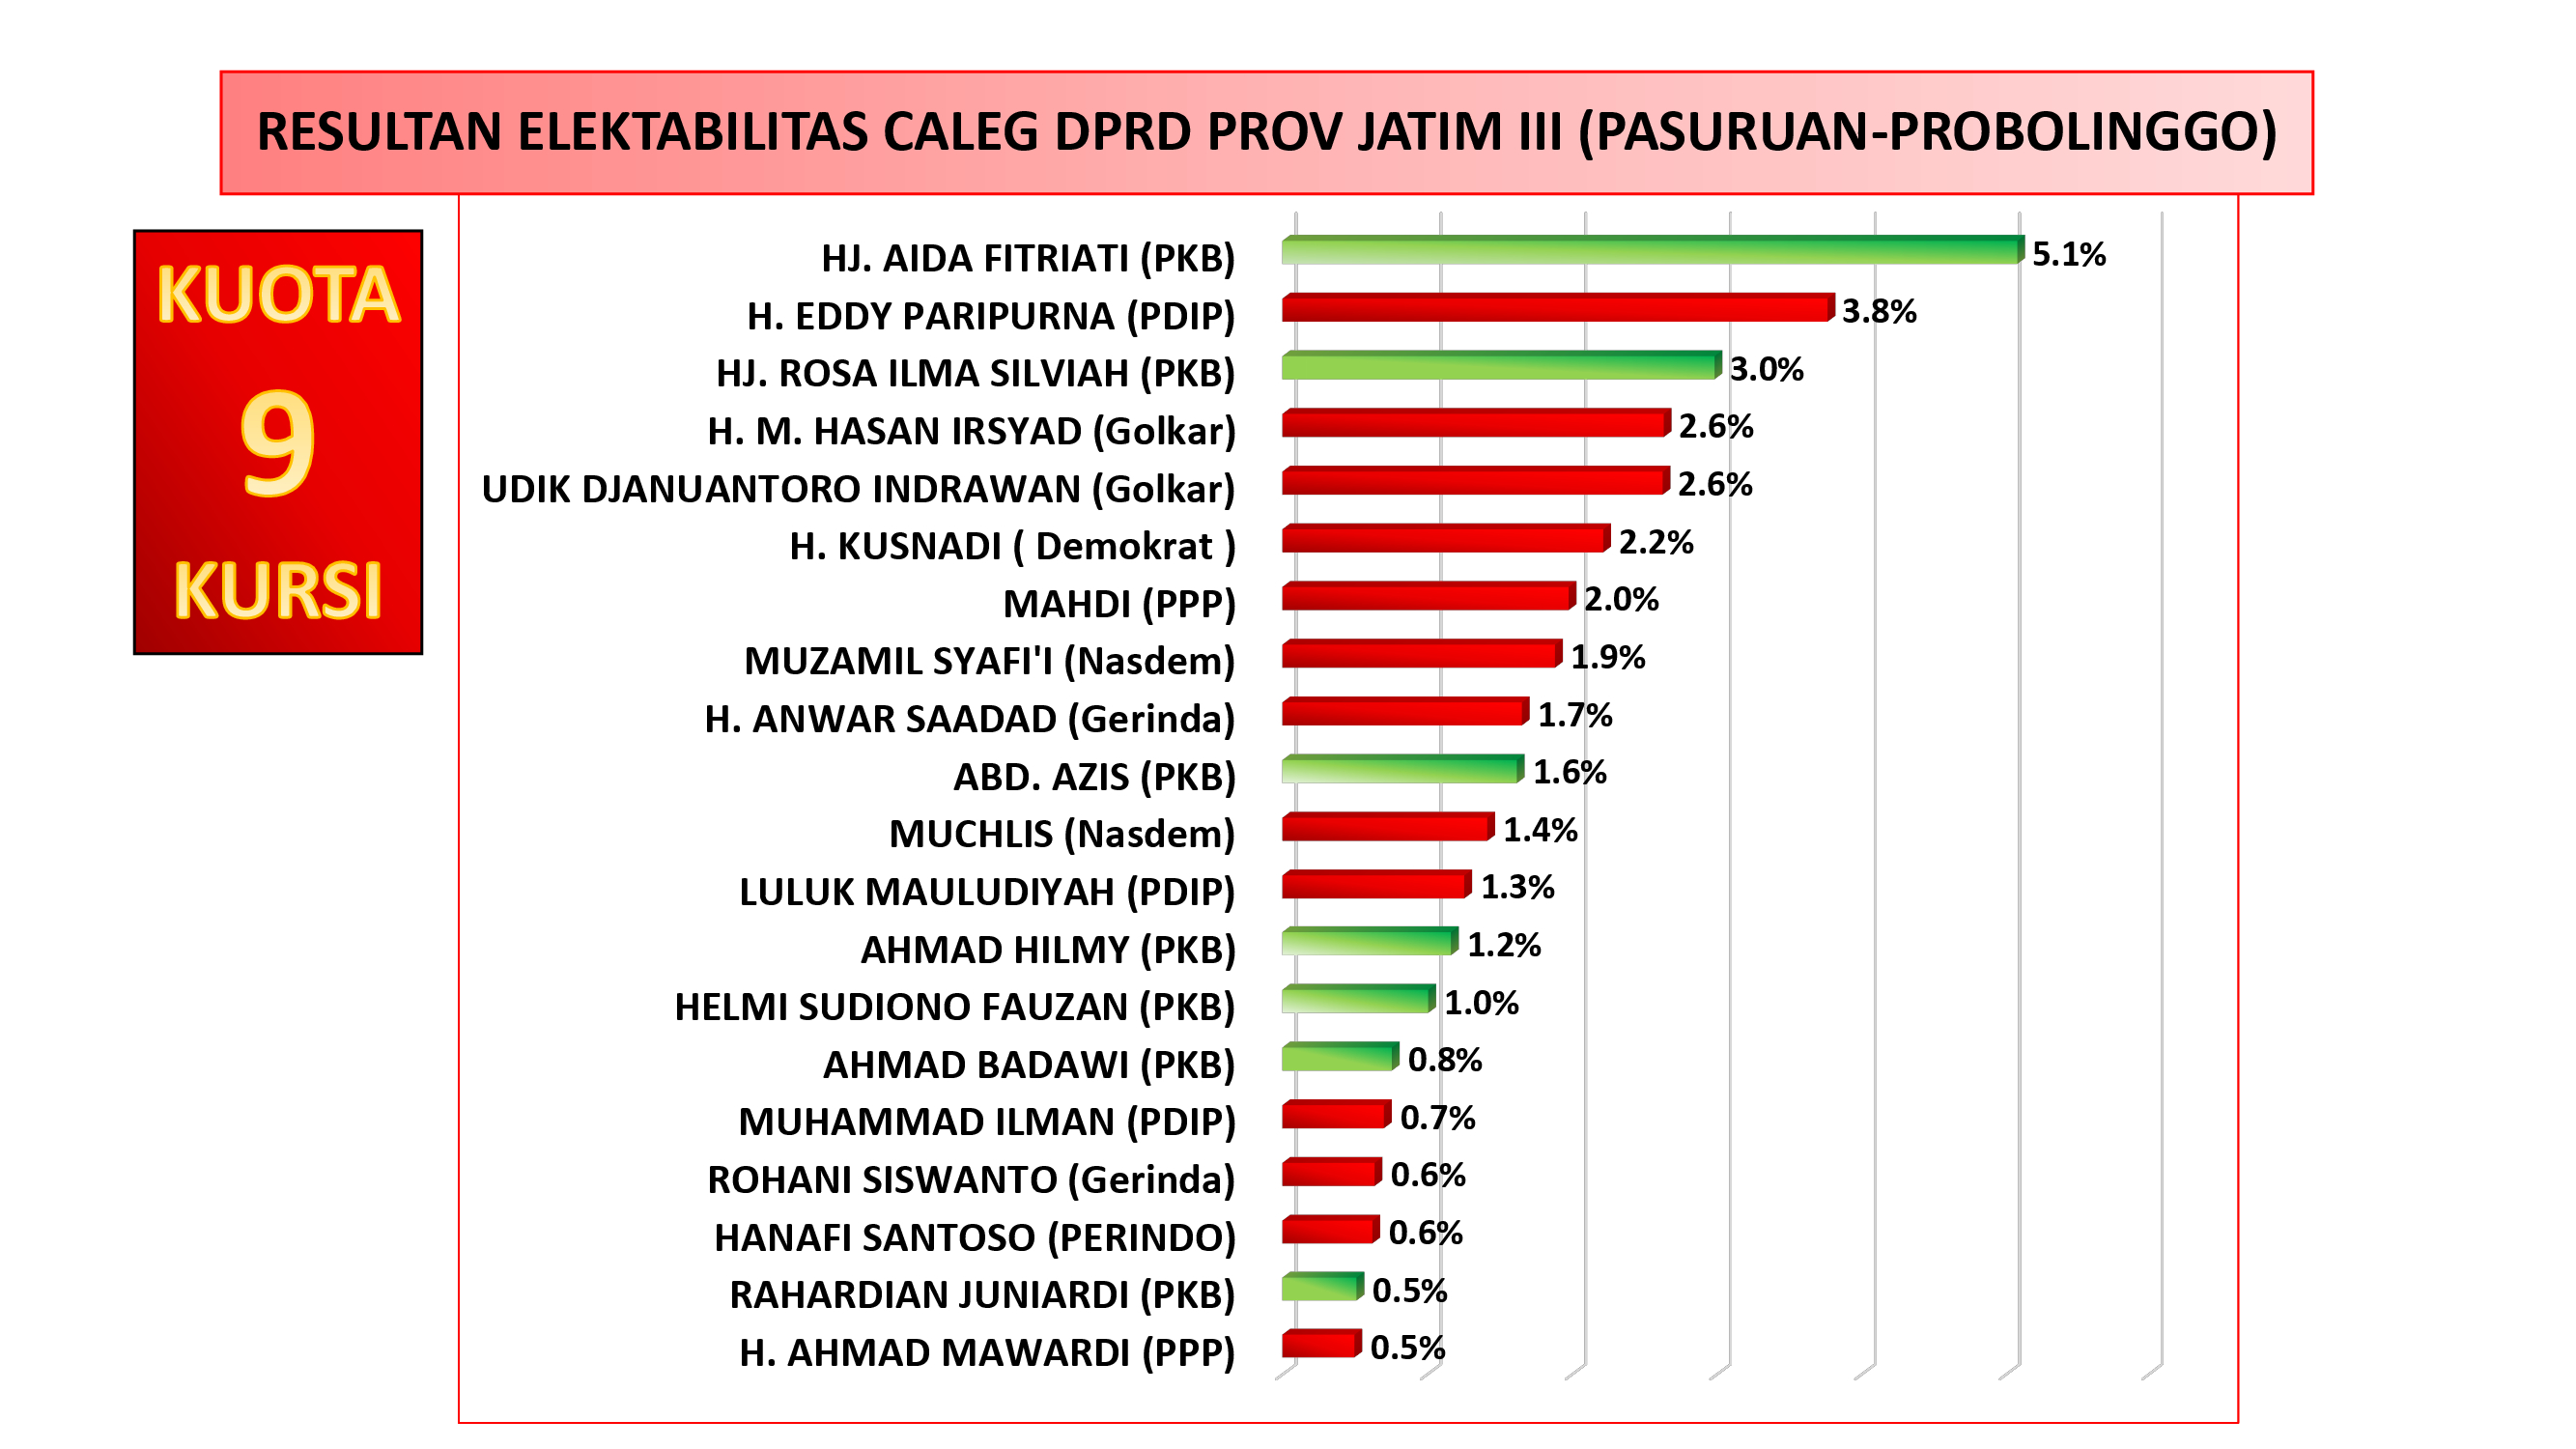 RESULTAN ELEKTABILITAS CALEG DPRD PROV JATIM III (PASURUAN-PROBOLINGGO)
KUOTA
9
KURSI
HJ. AIDA FITRIATI (PKB) 5.1%
H. EDDY PARIPURNA (PDIP) 3.8%
HJ. ROSA ILMA SILVIAH (PKB) 3.0%
H. M. HASAN IRSYAD (Golkar) 2.6%
UDIK DJANUANTORO INDRAWAN (Golkar) 2.6%
H. KUSNADI ( Demokrat ) 2.2%
MAHDI (PPP) 2.0%
MUZAMIL SYAFI'I (Nasdem) 1.9%
H. ANWAR SAADAD (Gerinda) 1.7%
ABD. AZIS (PKB) 1.6%
MUCHLIS (Nasdem) 1.4%
LULUK MAULUDIYAH (PDIP) 1.3%
AHMAD HILMY (PKB) 1.2%
HELMI SUDIONO FAUZAN (PKB) 1.0%
AHMAD BADAWI (PKB) 0.8%
MUHAMMAD ILMAN (PDIP) 0.7%
ROHANI SISWANTO (Gerinda) 0.6%
HANAFI SANTOSO (PERINDO) 0.6%
RAHARDIAN JUNIARDI (PKB) 0.5%
H. AHMAD MAWARDI (PPP) 0.5%